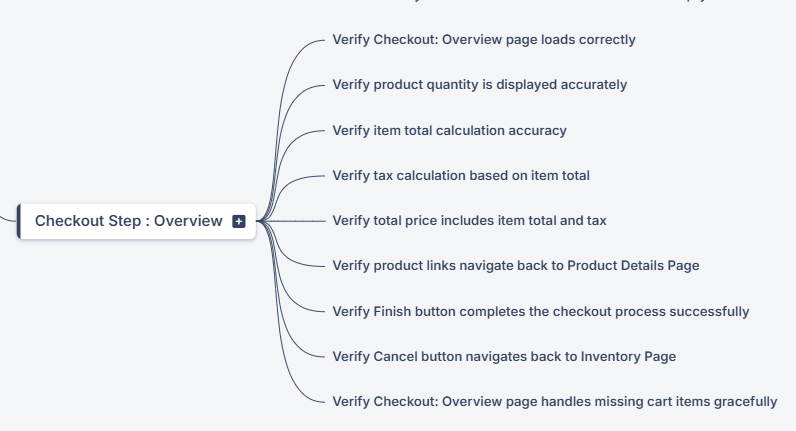 Verify Checkout: Overview page loads correctly
Verify product quantity is displayed accurately
Verify item total calculation accuracy
Verify tax calculation based on item total
Checkout Step : Overview
Verify total price includes item total and tax
Verify product links navigate back to Product Details Page
Verify Finish button completes the checkout process successfully
Verify Cancel button navigates back to Inventory Page
Verify Checkout: Overview page handles missing cart items gracefully